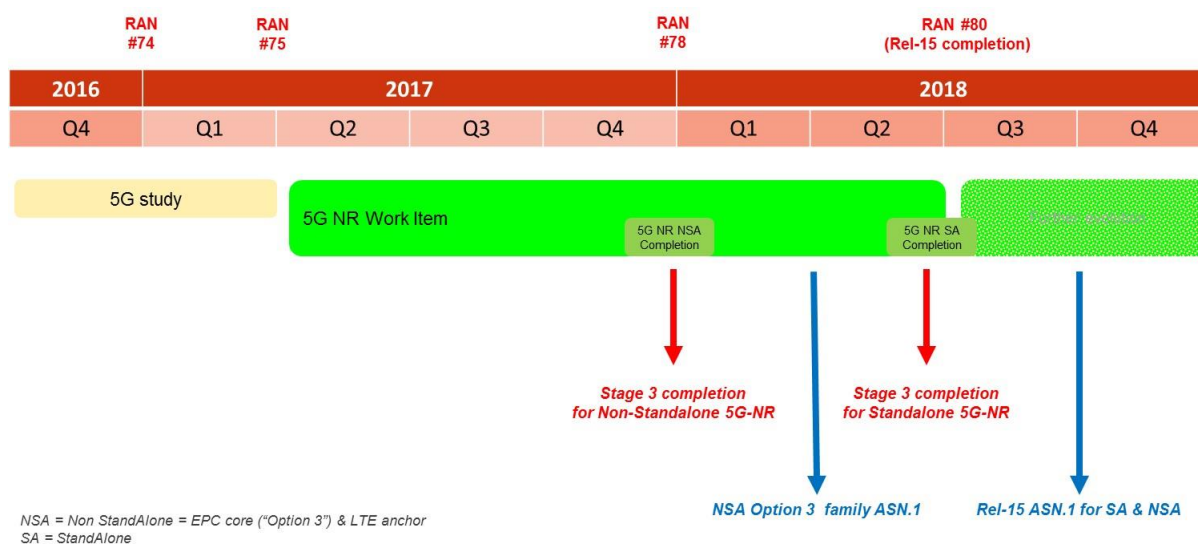 RAN
#74
RAN
#75
RAN
#78
RAN #80
(Rel-15 completion)
2016
2017
2018
Q4
Q1
Q2
Q3
Q4
Q1
Q2
Q3
Q4
5G study
5G NR Work Item
5G NR NSA
Completion
5G NR SA
Completion
Stage 3 completion
for Non-Standalone 5G-NR
Stage 3 completion
for Standalone 5G-NR
NSA Option 3 family ASN.1
Rel-15 ASN.1 for SA & NSA
NSA = Non StandAlone = EPC core ("Option 3") & LTE anchor
SA = StandAlone